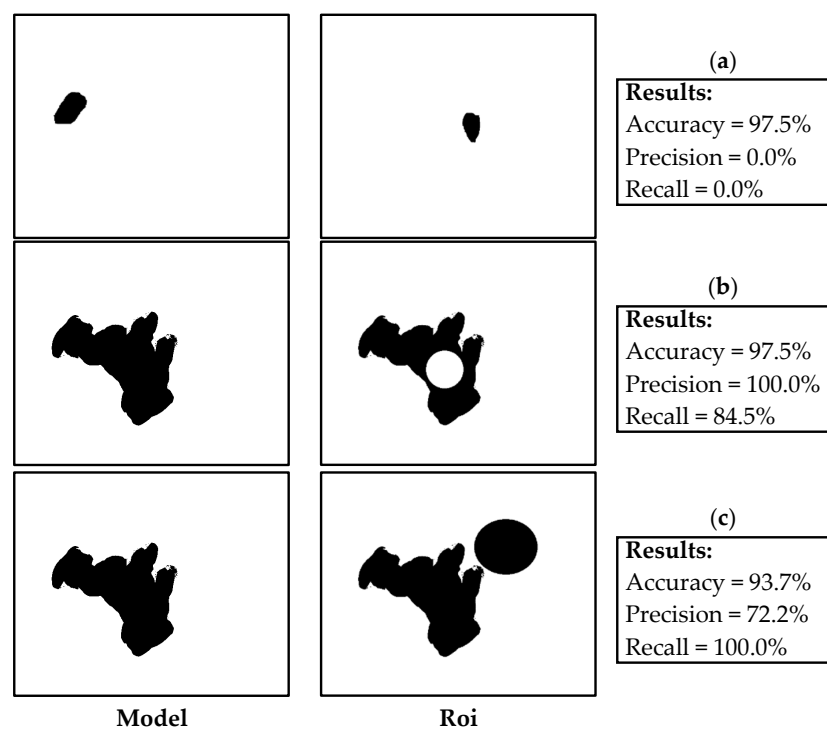 (a)
Results:
Accuracy = 97.5%
Precision = 0.0%
Recall = 0.0%
(b)
Results:
Accuracy = 97.5%
Precision = 100.0%
Recall = 84.5%
(c)
Results:
Accuracy = 93.7%
Precision = 72.2%
Recall = 100.0%
Model
Roi